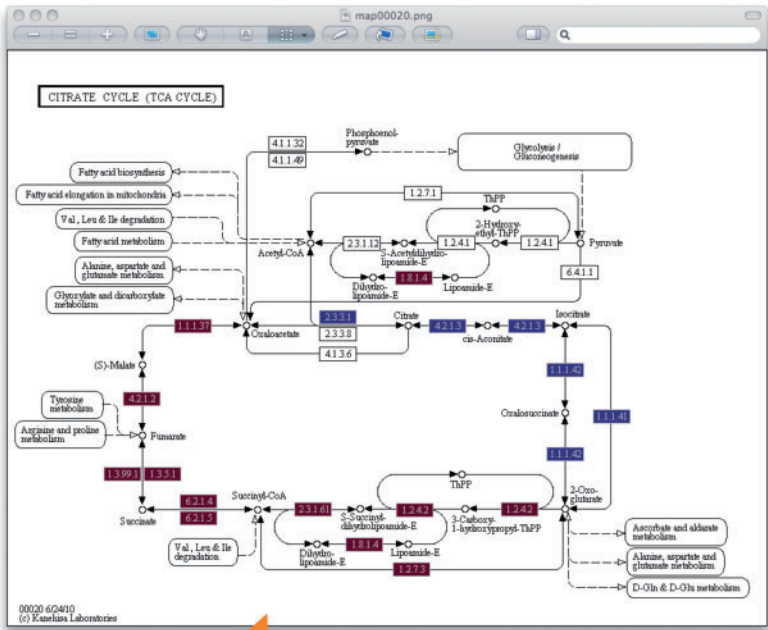 map00020.png
CITRATE CYCLE (TCA CYCLE)
Phosphoenol-
pyruvate
4.1.1.32
4.1.1.49
Glycolysis /
Gluconeogenesis
Fatty acid biosynthesis
Fatty acid elongation in mitochondria
Val, Leu & Ile degradation
Fatty acid metabolism
Alanine, aspartate and
glutamate metabolism
Glyoxylate and dicarboxylate
metabolism
1.2.7.1
ThPP
2-Hydroxy-
ethyl-ThPP
Acetyl-CoA
2.3.1.12
S-Acetyldihydro-
lipoamide-E
1.2.4.1
1.2.4.1
Pyruvate
Dihydro-
lipoamide-E
1.8.1.4
Lipoamide-E
6.4.1.1
1.1.1.37
Oxaloacetate
2.3.3.1
2.3.3.8
4.1.3.6
Citrate
4.2.1.3
cis-Aconitate
4.2.1.3
Isocitrate
(S)-Malate
1.1.1.42
4.2.1.2
Tyrosine
metabolism
Arginine and proline
metabolism
Fumarate
Oxalosuccinate
1.1.1.41
1.1.1.42
1.3.99.1
1.3.5.1
ThPP
Succinyl-CoA
6.2.1.4
6.2.1.5
Succinate
2.3.1.61
S-Succinyl-
dihydrolipoamide-E
1.2.4.2
3-Carboxy-
1-hydroxypropyl-ThPP
1.2.4.2
2-Oxo-
glutarate
Val, Leu & Ile
degradation
Dihydro-
lipoamide-E
1.8.1.4
Lipoamide-E
1.2.7.3
Ascorbate and aldarate
metabolism
Alanine, aspartate and
glutamate metabolism
D-Gln & D-Glu metabolism
00020 6/24/10
(c) Kanehisa Laboratories